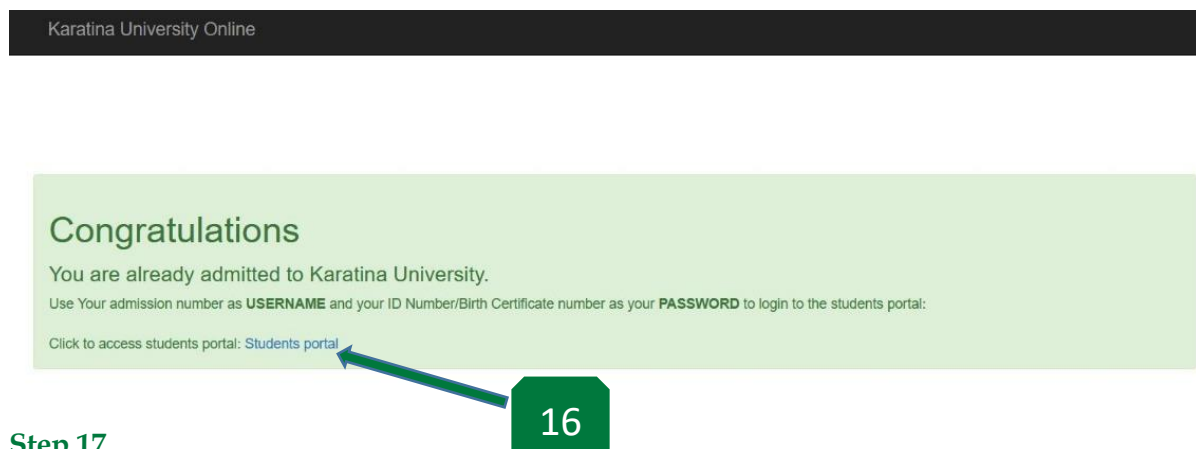 Karatina University Online
Congratulations
You are already admitted to Karatina University.
Use Your admission number as USERNAME and your ID Number/Birth Certificate number as your PASSWORD to login to the students portal:
Click to access students portal: Students portal
16
Step 17